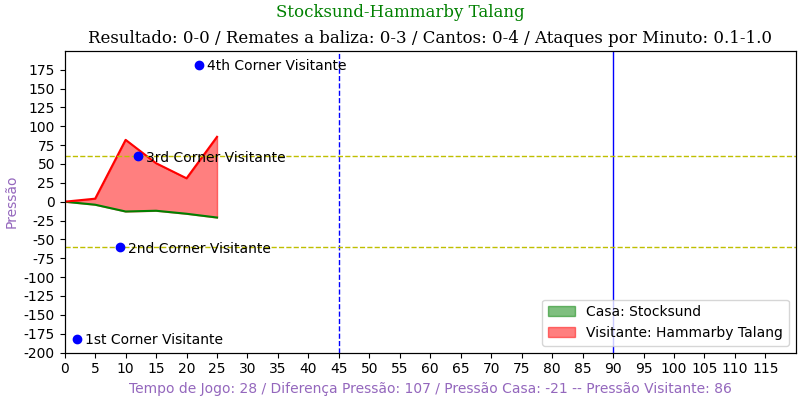 Stocksund-Hammarby Talang
Resultado: 0-0 / Remates a baliza: 0-3 / Cantos: 0-4 / Ataques por Minuto: 0.1-1.0
Pressão
175
150
125
100
75
50
25
0
-25
-50
-75
-100
-125
-150
-175
-200
4th Corner Visitante
3rd Corner Visitante
2nd Corner Visitante
1st Corner Visitante
Casa: Stocksund
Visitante: Hammarby Talang
0 5 10 15 20 25 30 35 40 45 50 55 60 65 70 75 80 85 90 95 100 105 110 115
Tempo de Jogo: 28 / Diferença Pressão: 107 / Pressão Casa: -21 -- Pressão Visitante: 86